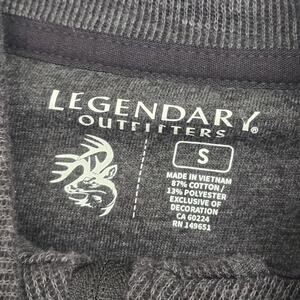 LEGENDARY®
OUTFITTERS
S
MADE IN VIETNAM
87% COTTON /
13% POLYESTER
EXCLUSIVE OF
DECORATION
CA 60224
RN 149651